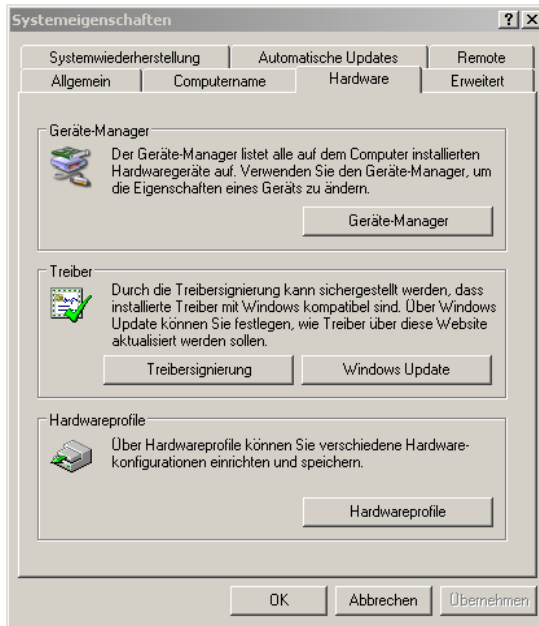 Systemeigenschaften
Systemwiederherstellung Automatische Updates Remote
Allgemein Computername Hardware Erweitert
Geräte-Manager
Der Geräte-Manager listet alle auf dem Computer installierten
Hardwaregeräte auf. Verwenden Sie den Geräte-Manager, um
die Eigenschaften eines Geräts zu ändern.
Geräte-Manager
Treiber
Durch die Treibersignierung kann sichergestellt werden, dass
installierte Treiber mit Windows kompatibel sind. Über Windows
Update können Sie festlegen, wie Treiber über diese Website
aktualisiert werden sollen.
Treibersignierung Windows Update
Hardwareprofile
Über Hardwareprofile können Sie verschiedene Hardware-
konfigurationen einrichten und speichern.
Hardwareprofile
OK Abbrechen Übernehmen